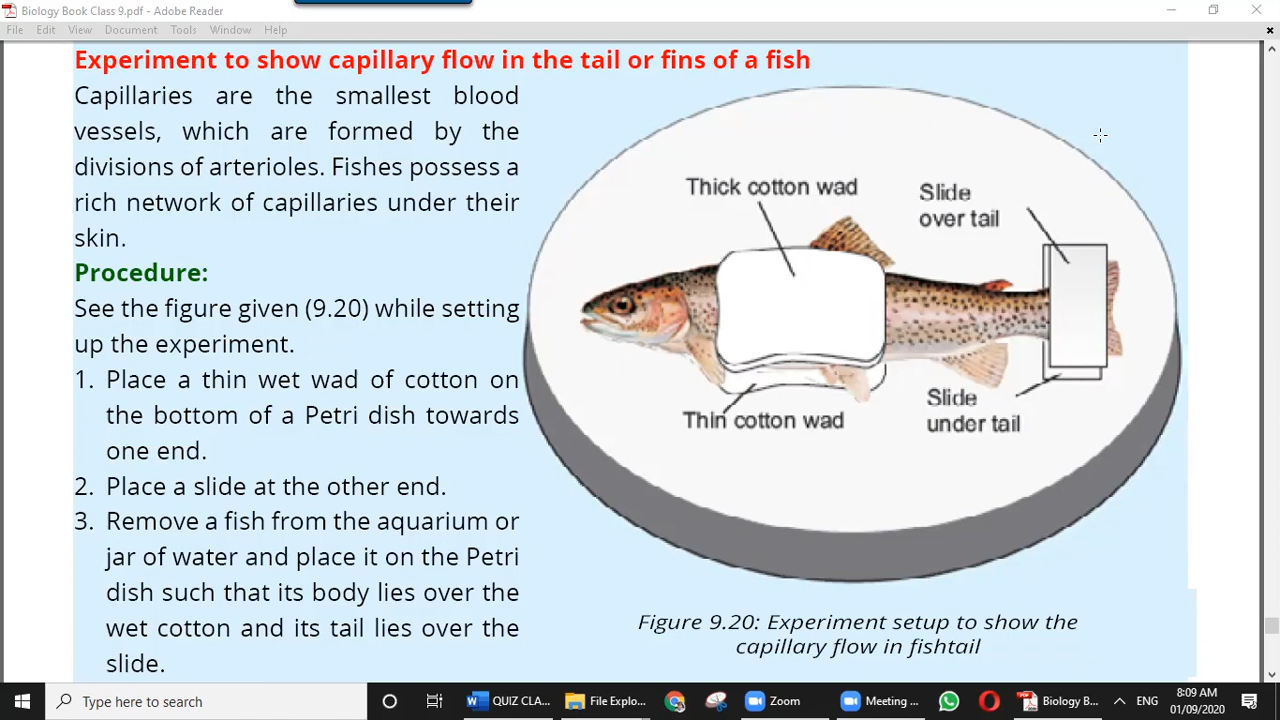 Biology Book Class 9.pdf - Adobe Reader
File Edit View Document Tools Window Help
Experiment to show capillary flow in the tail or fins of a fish
Capillaries are the smallest blood
vessels, which are formed by the
divisions of arterioles. Fishes possess a
rich network of capillaries under their
skin.
Procedure:
See the figure given (9.20) while setting
up the experiment.
1. Place a thin wet wad of cotton on
the bottom of a Petri dish towards
one end.
2. Place a slide at the other end.
3. Remove a fish from the aquarium or
jar of water and place it on the Petri
dish such that its body lies over the
wet cotton and its tail lies over the
slide.
Thick cotton wad
Slide
over tail
Thin cotton wad
Slide
under tail
Figure 9.20: Experiment setup to show the
capillary flow in fishtail
Type here to search
QUIZ CLA...
File Explo...
Zoom
Meeting ...
Biology B...
ENG
8:09 AM
01/09/2020